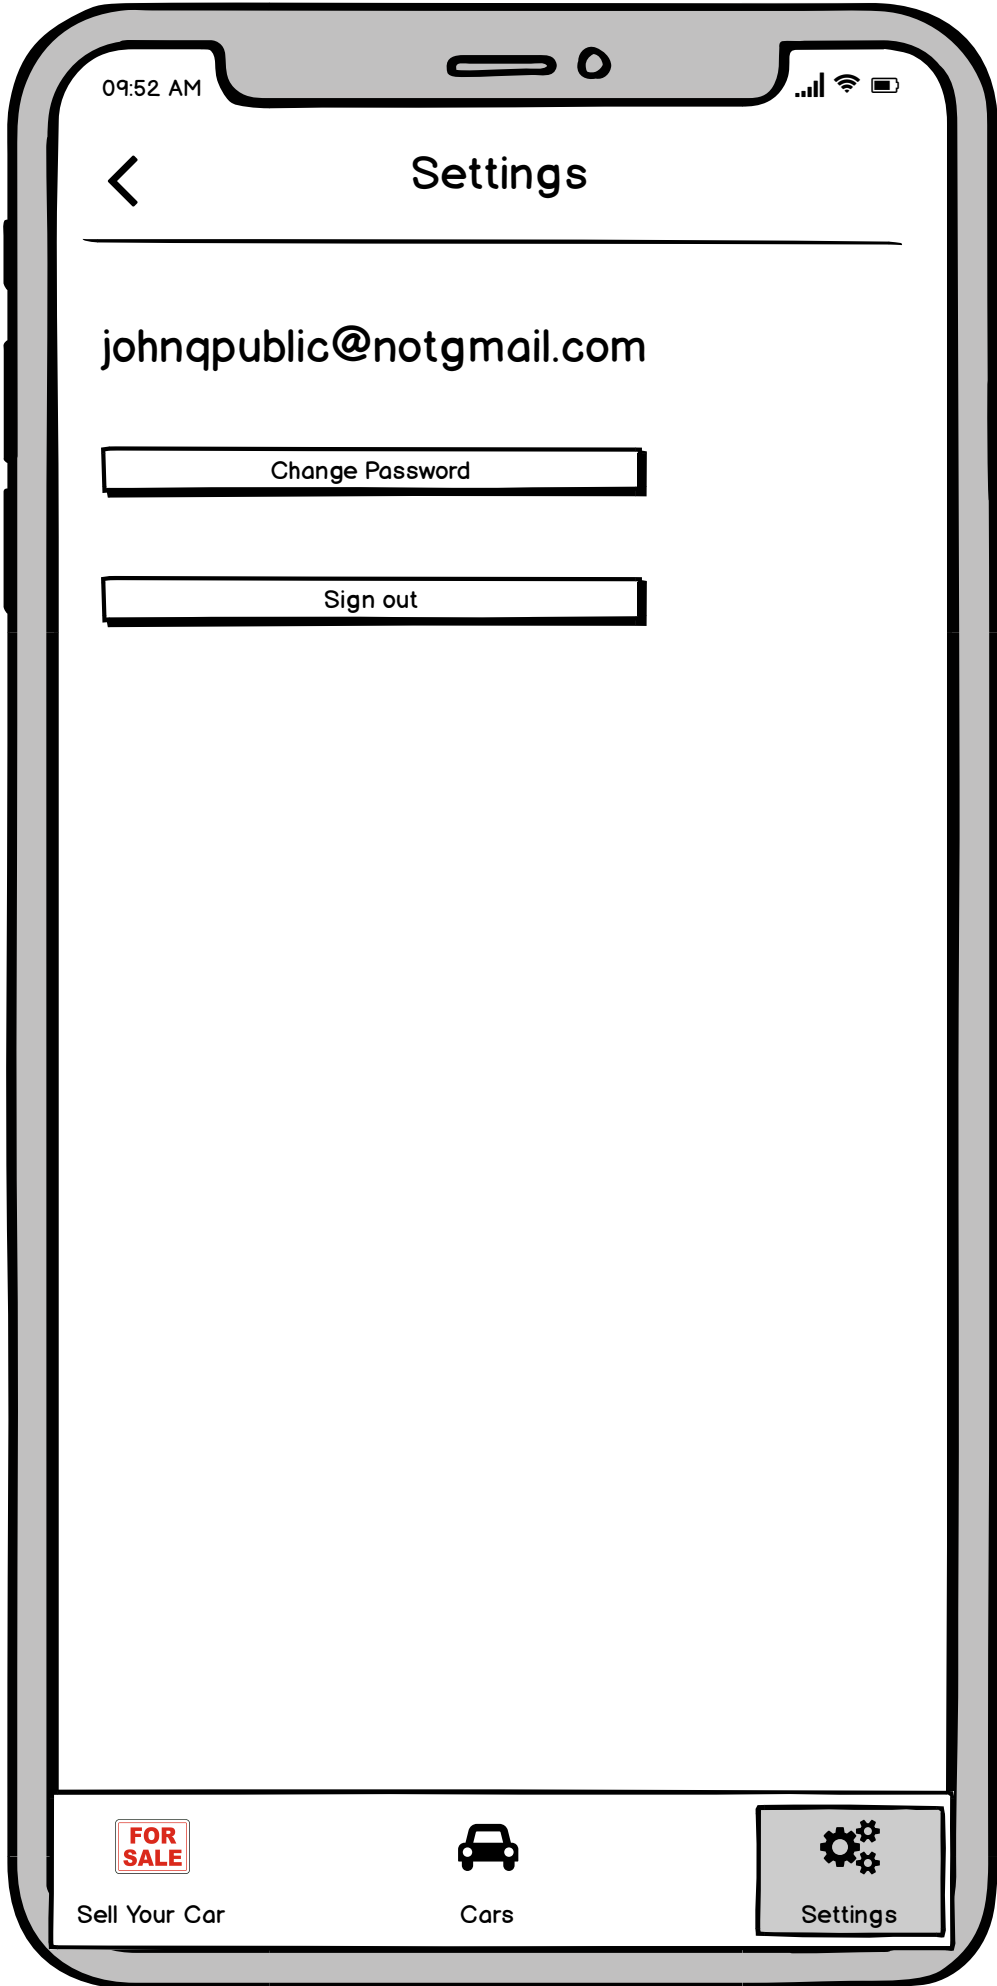 09:52 AM
Settings
johnqpublic@notgmail.com
Change Password
Sign out
FOR
SALE
Sell Your Car
Cars
Settings